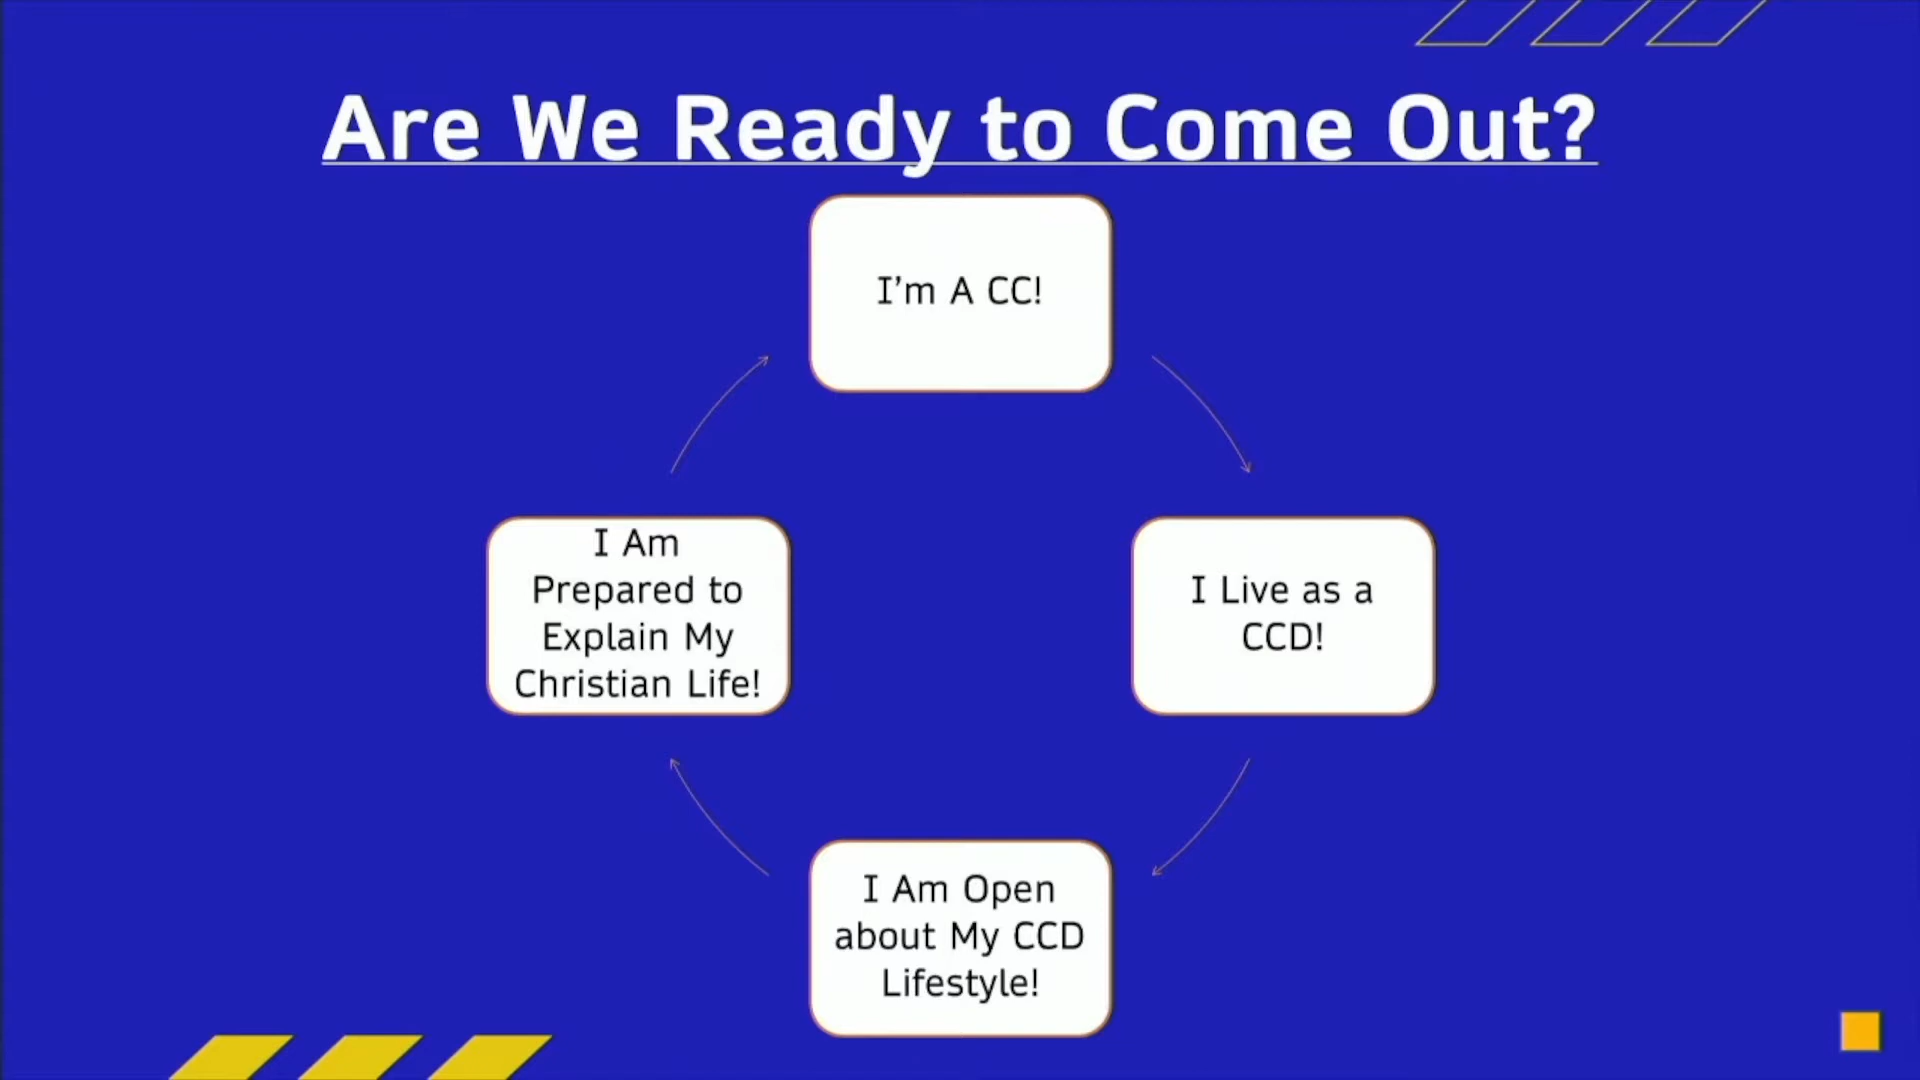 Are We Ready to Come Out?
I'm A CC!
I Am
Prepared to
Explain My
Christian Life!
I Live as a
CCD!
I Am Open
about My CCD
Lifestyle!